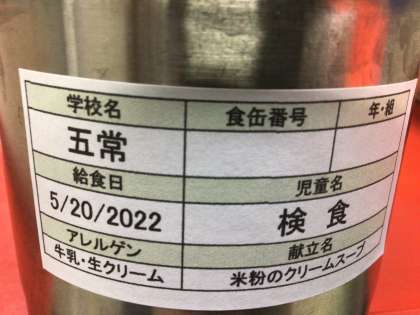 学校名 食缶番号 年・組
五常
給食日 児童名
5/20/2022 検食
アレルゲン 献立名
牛乳・生クリーム 米粉のクリームスープ